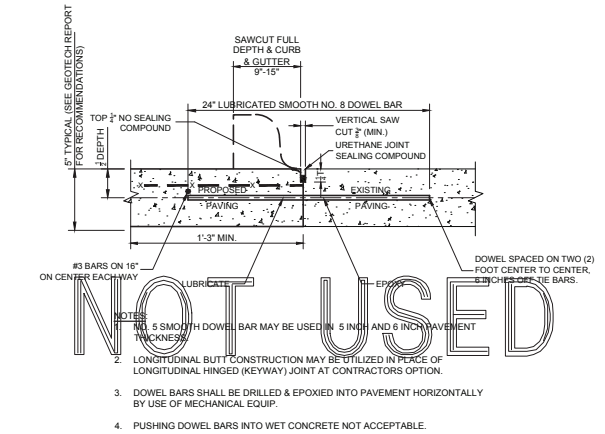 SAWCUT FULL
DEPTH & CURB
& GUTTER
9"-15"
5" TYPICAL (SEE GEOTECH REPORT
FOR RECOMMENDATIONS)
1/2 DEPTH
24" LUBRICATED SMOOTH NO. 8 DOWEL BAR
TOP NO SEALING
COMPOUND
VERTICAL SAW
CUT (MIN.)
URETHANE JOINT
SEALING COMPOUND
PROPOSED
PAVING
EXISTING
PAVING
1'-3" MIN.
#3 BARS ON 16"
ON CENTER EACH WAY
LUBRICATE
EPOXY
DOWEL SPACED ON TWO (2)
FOOT CENTER TO CENTER,
6 INCHES OFF TIE BARS.
NOT USED
NOTES:
1. NO. 5 SMOOTH DOWEL BAR MAY BE USED IN 5 INCH AND 6 INCH PAVEMENT
THICKNESS.
2. LONGITUDINAL BUTT CONSTRUCTION MAY BE UTILIZED IN PLACE OF
LONGITUDINAL HINGED (KEYWAY) JOINT AT CONTRACTORS OPTION.
3. DOWEL BARS SHALL BE DRILLED & EPOXIED INTO PAVEMENT HORIZONTALLY
BY USE OF MECHANICAL EQUIP.
4. PUSHING DOWEL BARS INTO WET CONCRETE NOT ACCEPTABLE.